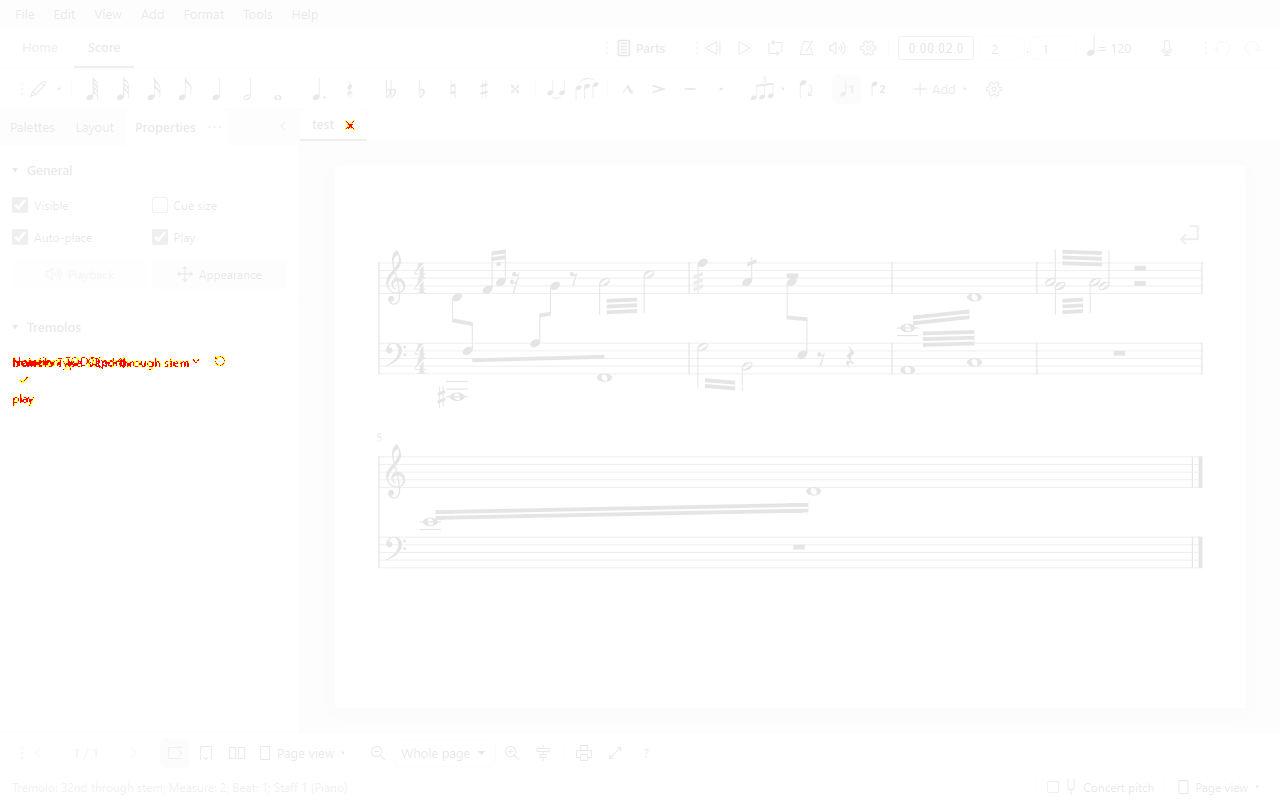 File Edit View Add Format Tools Help
Home Score Parts 0:00:02.0 2 . 1 = 120
Add
Palettes Layout Properties test
General
Visible Cue size
Auto-place Play
Playback Appearance
Tremolos
through stem
play
5
1 / 1 Page view Whole page ?
Tremolo: 32nd through stem; Measure: 2; Beat: 1; Staff 1 (Piano) Concert pitch Page view